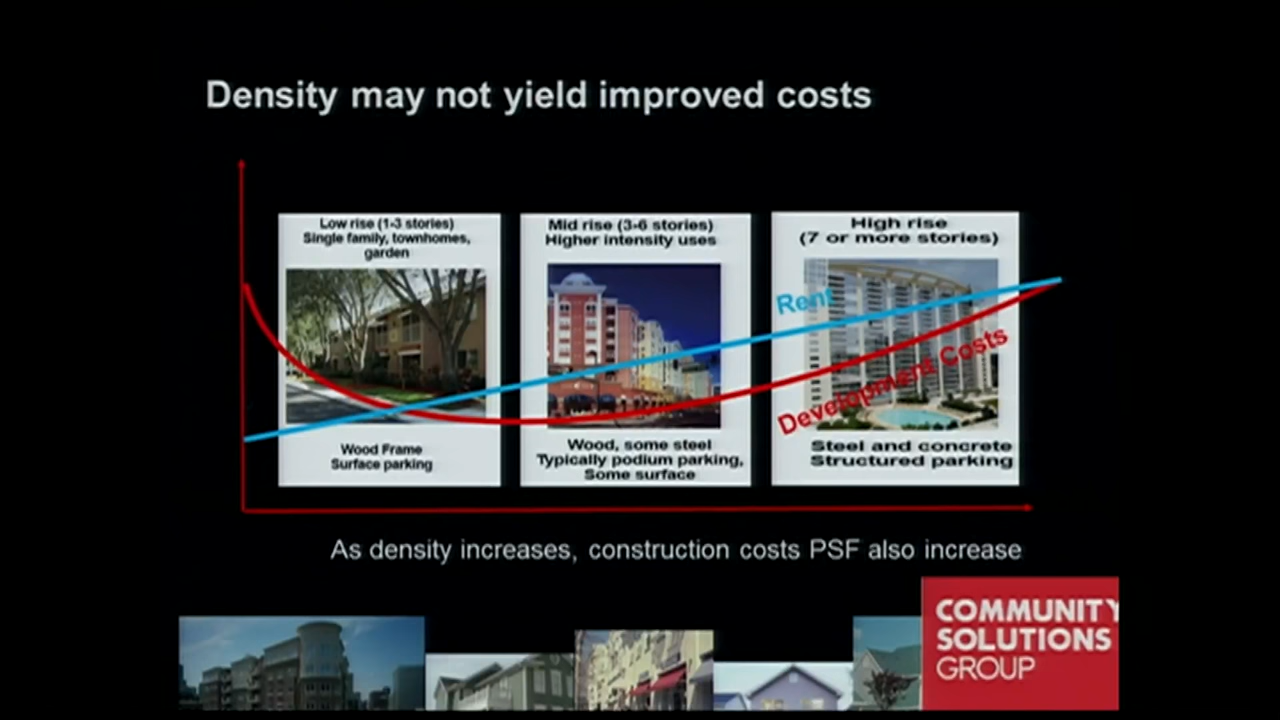 Density may not yield improved costs
Low rise (1-3 stories)
Single family, townhomes,
garden
Wood Frame
Surface parking
Mid rise (3-6 stories)
Higher intensity uses
Wood, some steel
Typically podium parking,
Some surface
High rise
(7 or more stories)
Rent
Development Costs
Steel and concrete
Structured parking
As density increases, construction costs PSF also increase
COMMUNITY
SOLUTIONS
GROUP